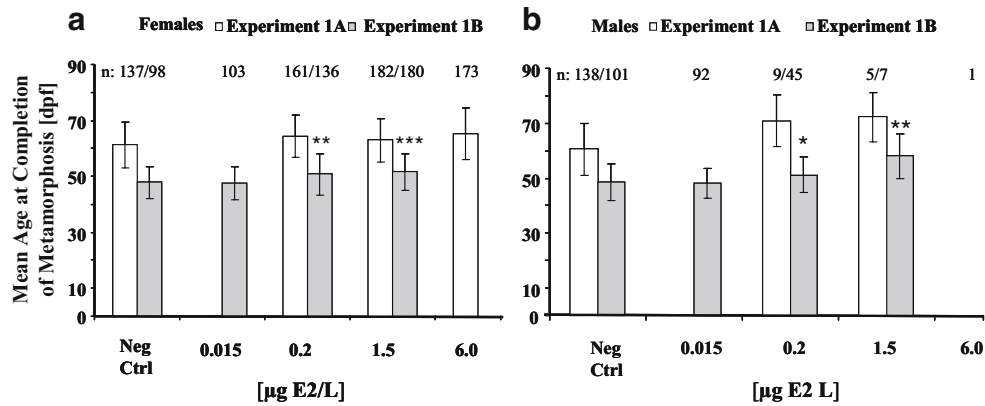 a Females Experiment 1A Experiment 1B
n: 137/98 103 161/136 182/180 173
Mean Age at Completion
of Metamorphosis [dpf]
90
70
50
30
10
0
** ***
Neg
Ctrl 0.015 0.2 1.5 6.0
[µg E2/L]
b Males Experiment 1A Experiment 1B
n: 138/101 92 9/45 5/7 1
90
70
50
30
10
0
* **
Neg
Ctrl 0.015 0.2 1.5 6.0
[µg E2 L]